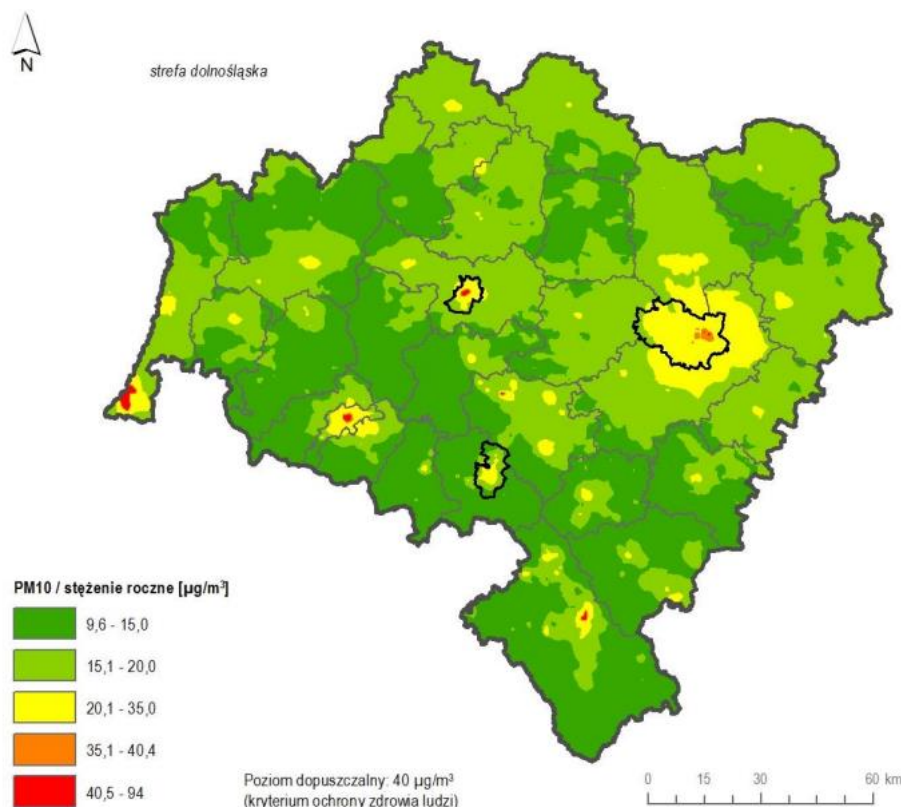 N
strefa dolnośląska
PM10 / stężenie roczne [µg/m³]
9,6 - 15,0
15,1 - 20,0
20,1 - 35,0
35,1 - 40,4
40,5 - 94
Poziom dopuszczalny: 40 µg/m³
(kryterium ochrony zdrowia ludzi)
0 15 30 60 km